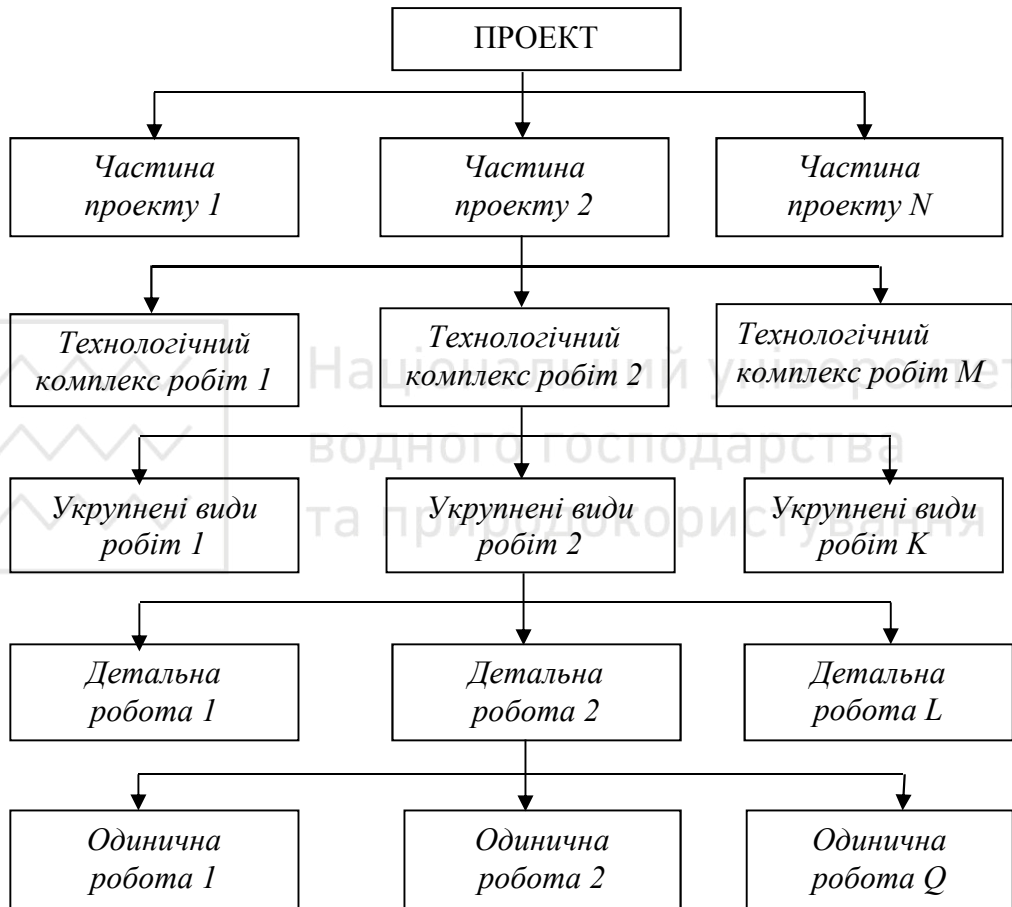 ПРОЕКТ
Частина
проекту 1
Частина
проекту 2
Частина
проекту N
Технологічний
комплекс робіт 1
Технологічний
комплекс робіт 2
Технологічний
комплекс робіт M
Національний університет
водного господарства
та природокористування
Укрупнені види
робіт 1
Укрупнені види
робіт 2
Укрупнені види
робіт K
Детальна
робота 1
Детальна
робота 2
Детальна
робота L
Одинична
робота 1
Одинична
робота 2
Одинична
робота Q